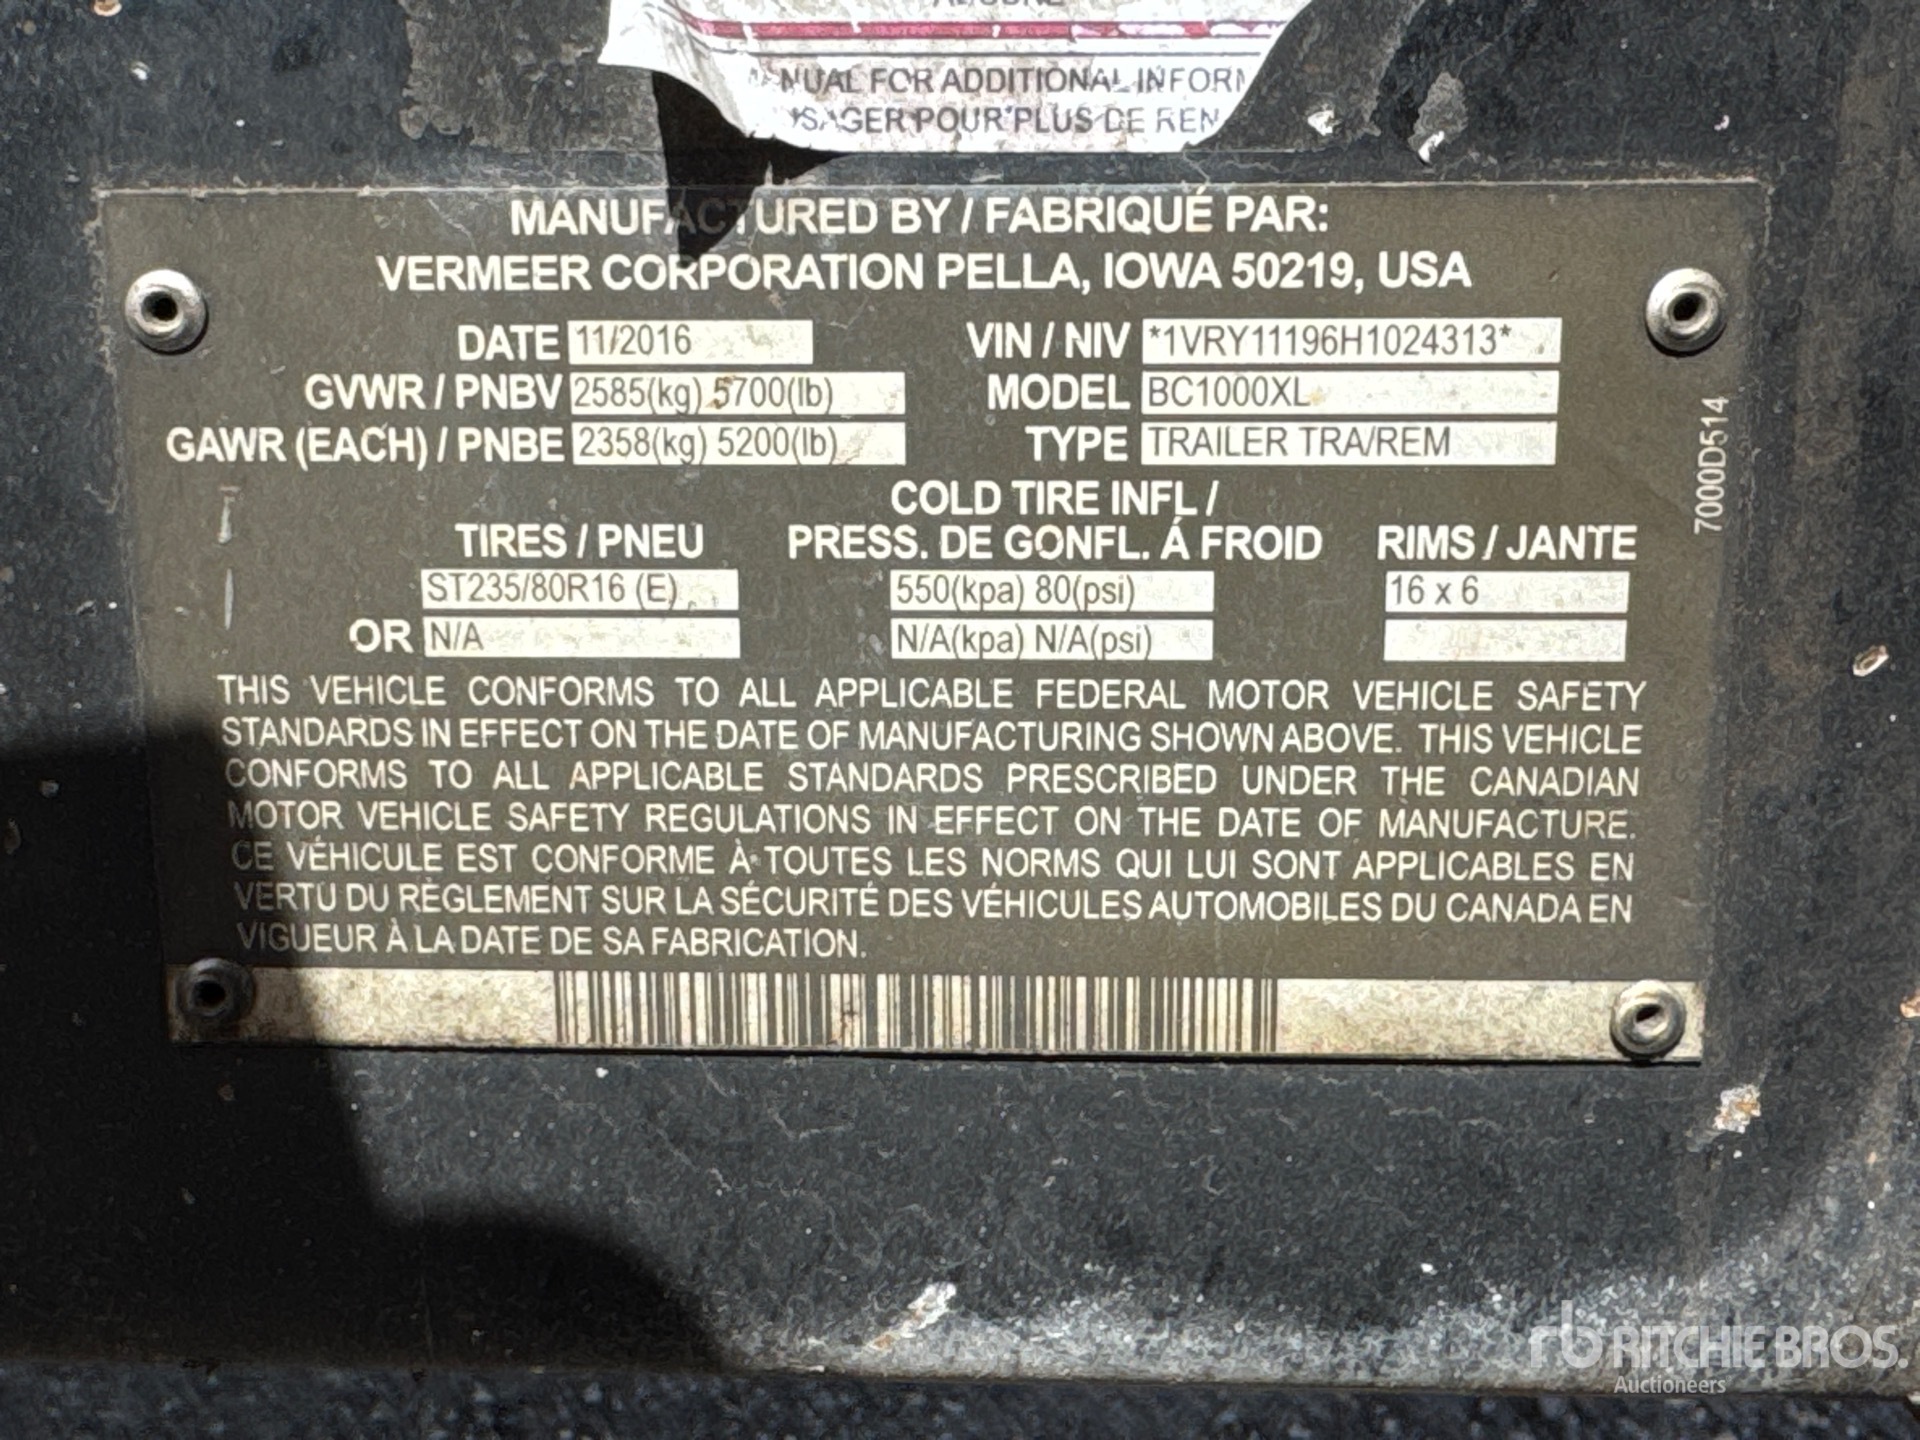 MANUAL FOR ADDITIONAL
POUR PLUS DE
MANUFACTURED BY / FABRIQUÉ PAR:
VERMEER CORPORATION PELLA, IOWA 50219, USA
DATE 11/2016 VIN / NIV *1VRY11196H1024313*
GVWR / PNBV 2585(kg) 5700(lb) MODEL BC1000XL
GAWR (EACH) / PNBE 2358(kg) 5200(lb) TYPE TRAILER TRA/REM
7000D514
COLD TIRE INFL /
TIRES / PNEU PRESS. DE GONFL. Á FROID RIMS / JANTE
ST235/80R16 (E) 550(kpa) 80(psi) 16 x 6
OR N/A N/A(kpa) N/A(psi)
THIS VEHICLE CONFORMS TO ALL APPLICABLE FEDERAL MOTOR VEHICLE SAFETY
STANDARDS IN EFFECT ON THE DATE OF MANUFACTURING SHOWN ABOVE. THIS VEHICLE
CONFORMS TO ALL APPLICABLE STANDARDS PRESCRIBED UNDER THE CANADIAN
MOTOR VEHICLE SAFETY REGULATIONS IN EFFECT ON THE DATE OF MANUFACTURE.
CE VÉHICULE EST CONFORME À TOUTES LES NORMS QUI LUI SONT APPLICABLES EN
VERTU DU RÈGLEMENT SUR LA SÉCURITÉ DES VÉHICULES AUTOMOBILES DU CANADA EN
VIGUEUR À LA DATE DE SA FABRICATION.
rb RITCHIE BROS.
Auctioneers